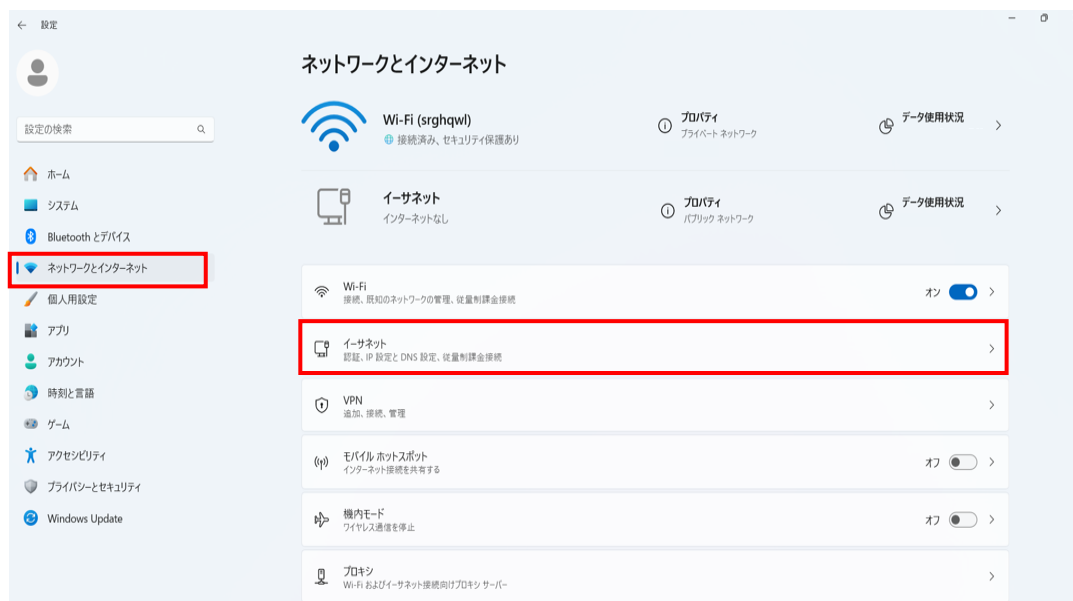 設定
設定の検索
ホーム
システム
Bluetooth とデバイス
ネットワークとインターネット
個人用設定
アプリ
アカウント
時刻と言語
ゲーム
アクセシビリティ
プライバシーとセキュリティ
Windows Update
ネットワークとインターネット
Wi-Fi (srghqwl)
接続済み、セキュリティ保護あり
プロパティ
プライベート ネットワーク
データ使用状況
イーサネット
インターネットなし
プロパティ
パブリック ネットワーク
データ使用状況
Wi-Fi
接続、既知のネットワークの管理、従量制課金接続
オン
イーサネット
認証、IP 設定と DNS 設定、従量制課金接続
VPN
追加、接続、管理
モバイル ホットスポット
インターネット接続を共有する
オフ
機内モード
ワイヤレス通信を停止
オフ
プロキシ
Wi-Fi およびイーサネット接続向けプロキシ サーバー